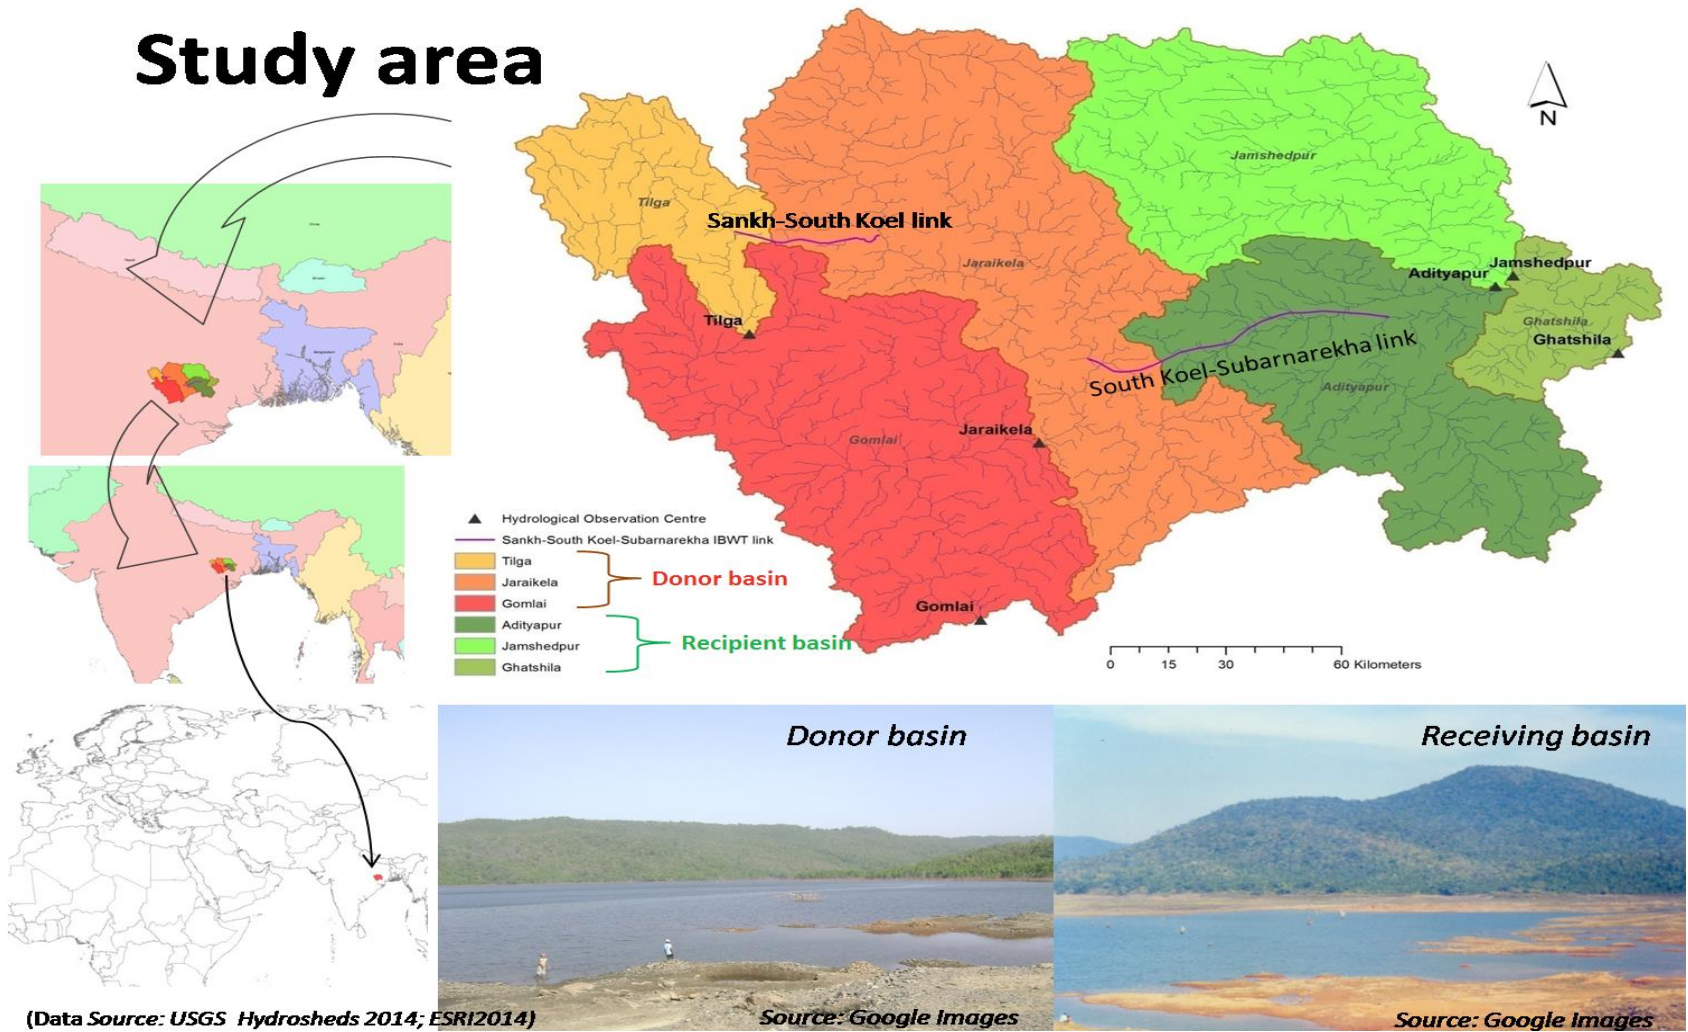 Study area
N
Tilga
Jamshedpur
Sankh-South Koel link
Jaraikela
Adityapur
Jamshedpur
Tilga
Ghatshila
Ghatshila
South Koel-Subarnarekha link
Adityapur
Gomlai
Jaraikela
Gomlai
Hydrological Observation Centre
Sankh-South Koel-Subarnarekha IBWT link
Tilga
Jaraikela
Gomlai
Donor basin
Adityapur
Jamshedpur
Ghatshila
Recipient basin
0 15 30 60 Kilometers
Donor basin
Receiving basin
(Data Source: USGS Hydrosheds 2014; ESRI2014)
Source: Google Images
Source: Google Images